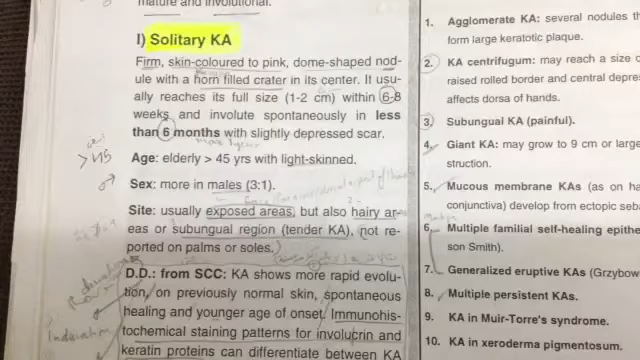 mature and involutional.
I) Solitary KA
Firm, skin-coloured to pink, dome-shaped nod-
ule with a horn filled crater in its center. It usu-
ally reaches its full size (1-2 cm) within 6-8
weeks and involute spontaneously in less
than 6 months with slightly depressed scar.
> 45
Age: elderly > 45 yrs with light-skinned.
Sex: more in males (3:1).
Site: usually exposed areas, but also hairy ar-
eas or subungual region (tender KA), not re-
ported on palms or soles.
D.D.: from SCC: KA shows more rapid evolu-
tion, on previously normal skin, spontaneous
healing and younger age of onset. Immunohis-
tochemical staining patterns for involucrin and
keratin proteins can differentiate between KA
Induration
1. Agglomerate KA: several nodules th
form large keratotic plaque.
2. KA centrifugum: may reach a size o
raised rolled border and central depre
affects dorsa of hands.
3. Subungual KA (painful).
4. Giant KA: may grow to 9 cm or large
struction.
5. Mucous membrane KAs (as on ha
conjunctiva) develop from ectopic seb
6. Multiple familial self-healing epithe
son Smith).
7. Generalized eruptive KAs (Grzybow
8. Multiple persistent KAs.
9. KA in Muir-Torre's syndrome.
10. KA in xeroderma pigmentosum.